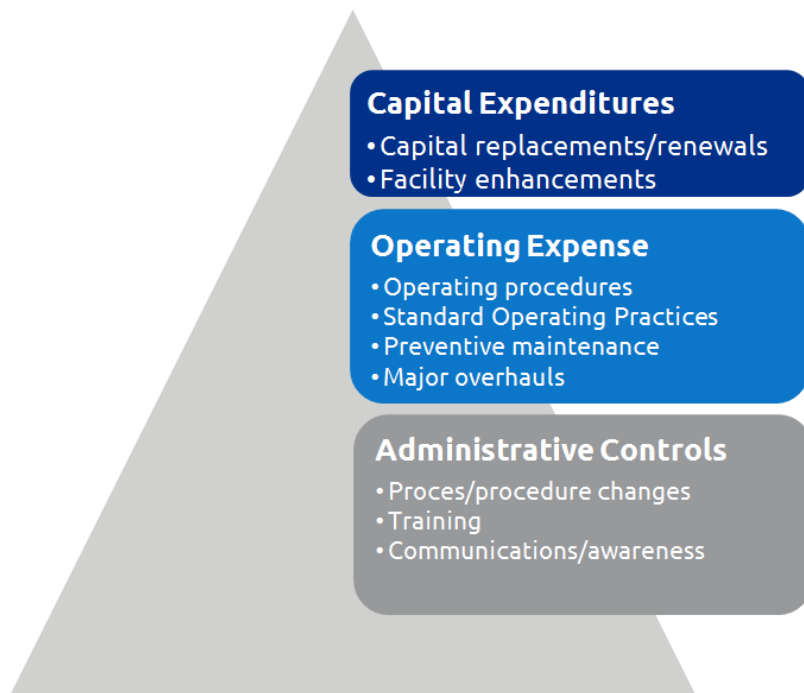 Capital Expenditures
• Capital replacements/renewals
• Facility enhancements
Operating Expense
• Operating procedures
• Standard Operating Practices
• Preventive maintenance
• Major overhauls
Administrative Controls
• Proces/procedure changes
• Training
• Communications/awareness